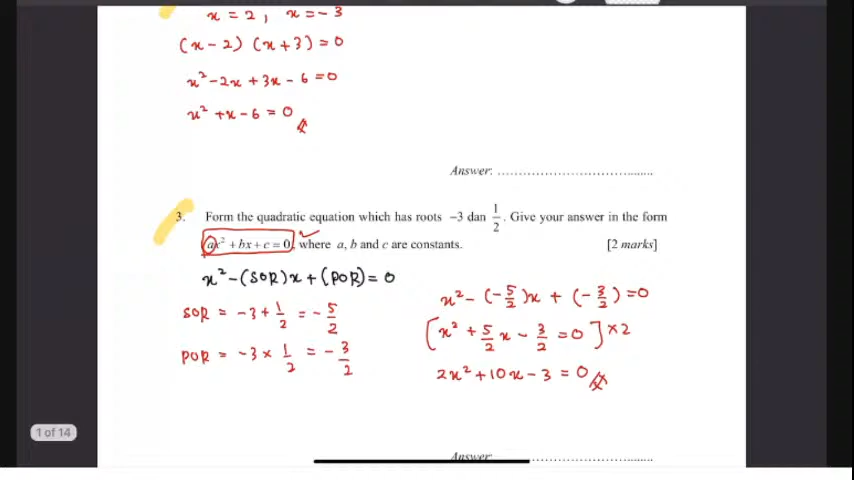 x = 2, x = -3
(x - 2) (x + 3) = 0
x² - 2x + 3x - 6 = 0
x² + x - 6 = 0
Answer: ......................................
3. Form the quadratic equation which has roots −3 dan 1/2. Give your answer in the form
ax² + bx + c = 0, where a, b and c are constants. [2 marks]
x² - (SOR)x + (POR) = 0
SOR = -3 + 1/2 = -5/2
POR = -3 × 1/2 = -3/2
x² - (-5/2)x + (-3/2) = 0
[x² + 5/2 x - 3/2 = 0] × 2
2x² + 10x - 3 = 0
1 of 14
Answer: ......................................